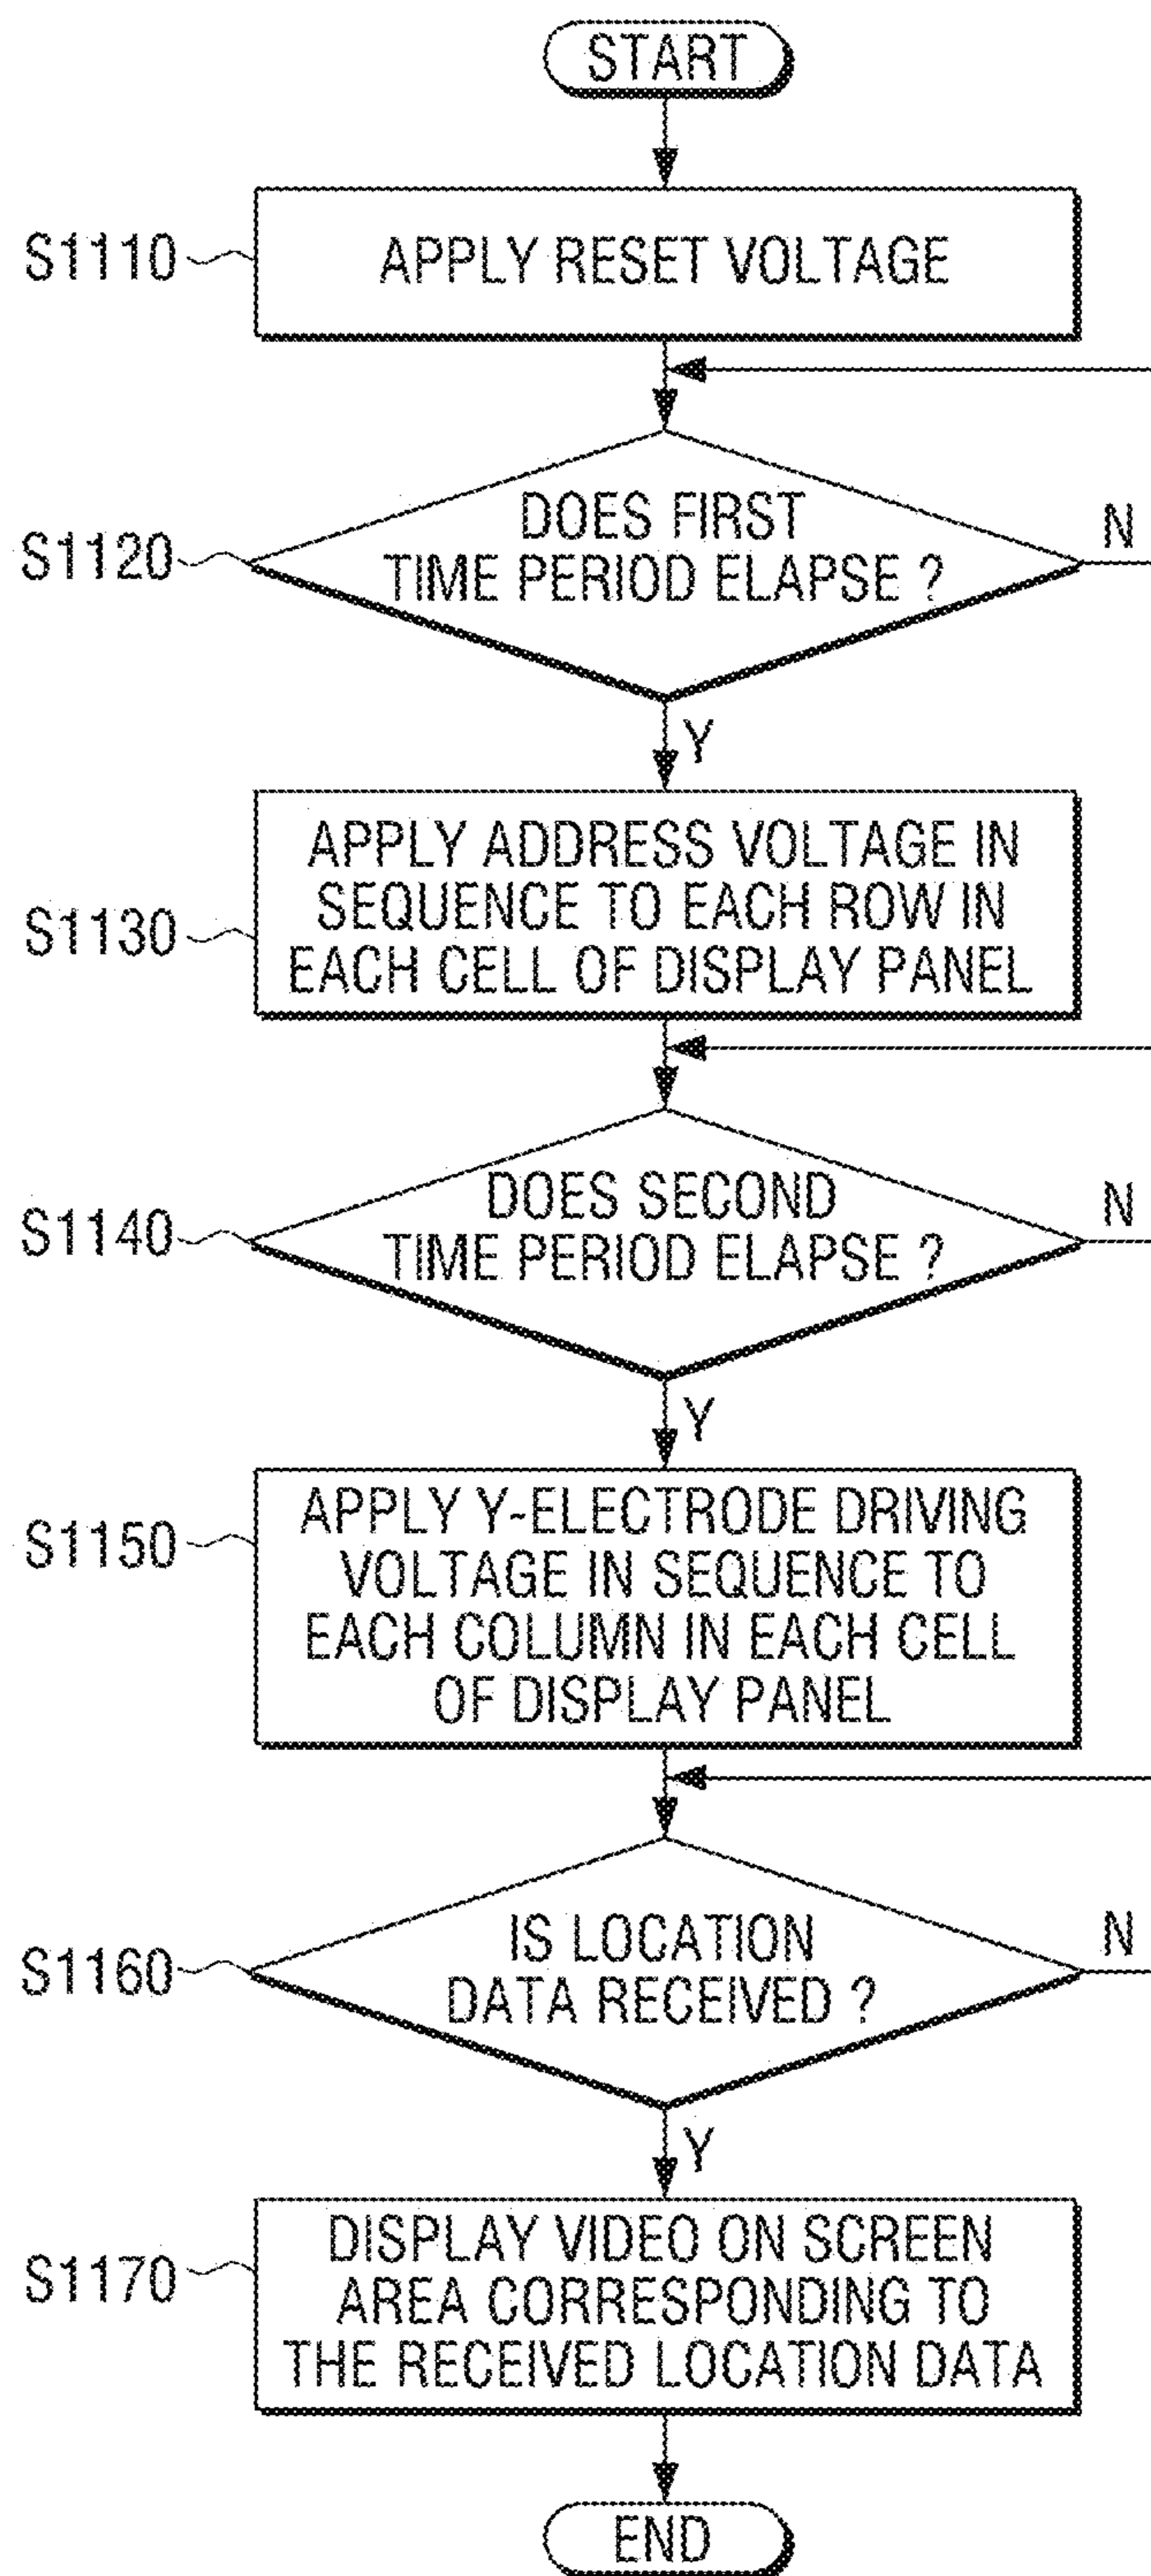 START
S1110
APPLY RESET VOLTAGE
S1120
DOES FIRST
TIME PERIOD ELAPSE ?
N
Y
S1130
APPLY ADDRESS VOLTAGE IN
SEQUENCE TO EACH ROW IN
EACH CELL OF DISPLAY PANEL
S1140
DOES SECOND
TIME PERIOD ELAPSE ?
N
Y
S1150
APPLY Y-ELECTRODE DRIVING
VOLTAGE IN SEQUENCE TO
EACH COLUMN IN EACH CELL
OF DISPLAY PANEL
S1160
IS LOCATION
DATA RECEIVED ?
N
Y
S1170
DISPLAY VIDEO ON SCREEN
AREA CORRESPONDING TO
THE RECEIVED LOCATION DATA
END